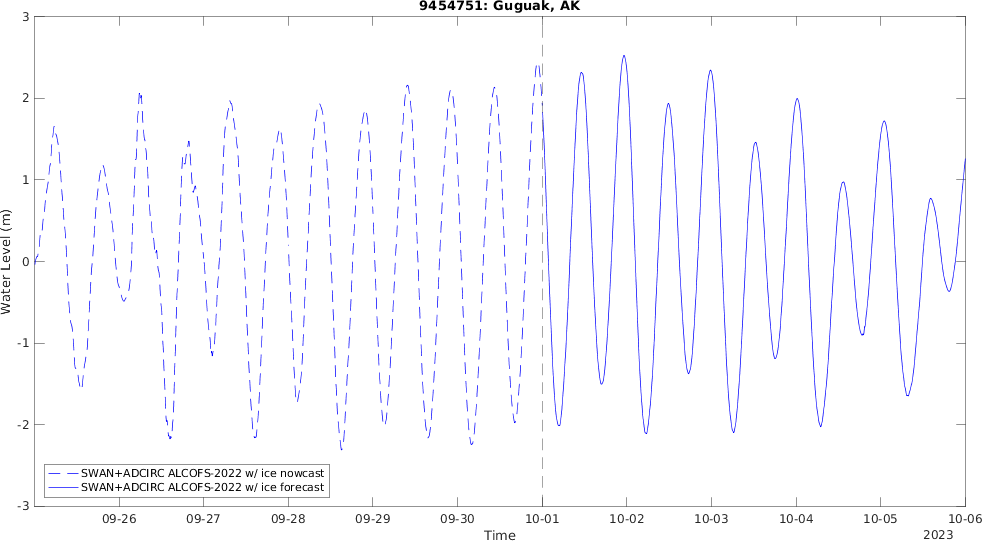 9454751: Guguak, AK
3
2
1
0
-1
-2
-3
Water Level (m)
SWAN+ADCIRC ALCOFS-2022 w/ ice nowcast
SWAN+ADCIRC ALCOFS-2022 w/ ice forecast
09-26 09-27 09-28 09-29 09-30 10-01 10-02 10-03 10-04 10-05 10-06
Time
2023